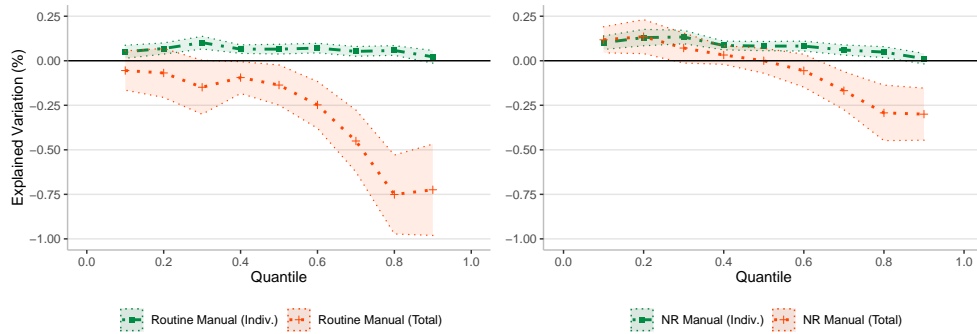 Explained Variation (%)
0.25
0.00
−0.25
−0.50
−0.75
−1.00
0.0 0.2 0.4 0.6 0.8 1.0
Quantile
Routine Manual (Indiv.) Routine Manual (Total)
0.25
0.00
−0.25
−0.50
−0.75
−1.00
0.0 0.2 0.4 0.6 0.8 1.0
Quantile
NR Manual (Indiv.) NR Manual (Total)